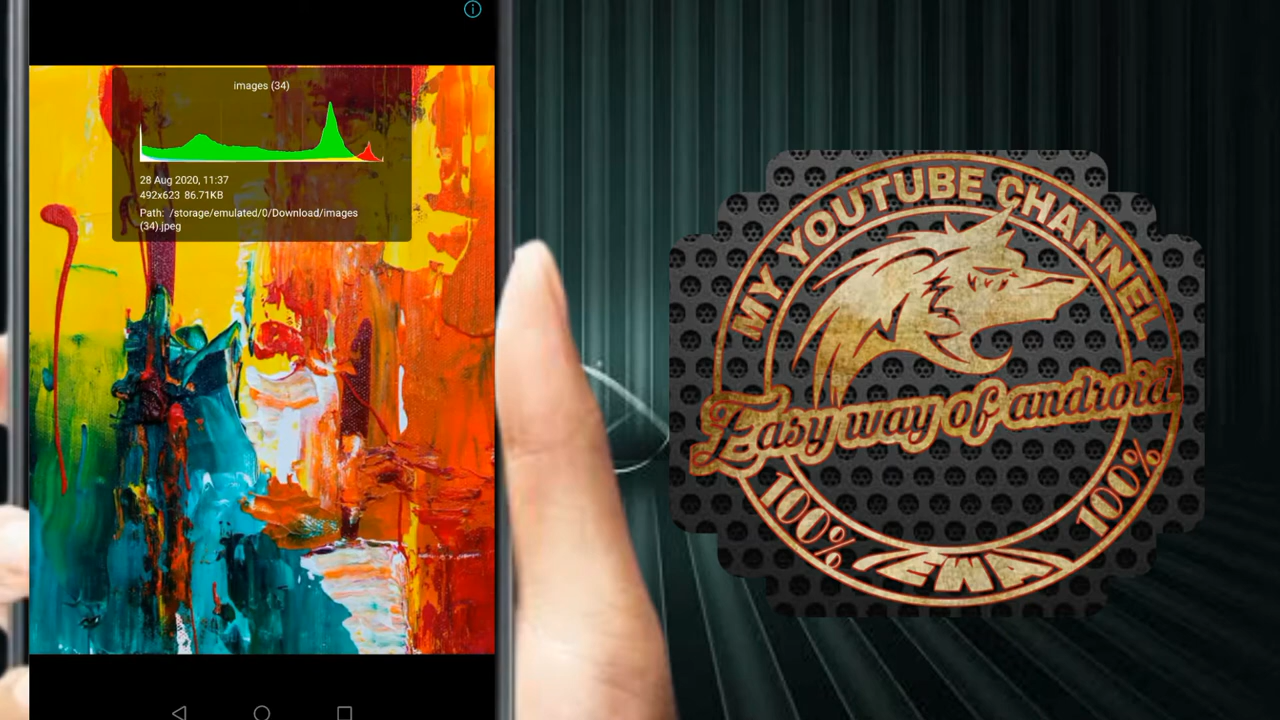 images (34)
28 Aug 2020, 11:37
492x623 86.71KB
Path: /storage/emulated/0/Download/images
(34).jpeg
MY YOUTUBE CHANNEL
Easy way of android
100% EWA 100%